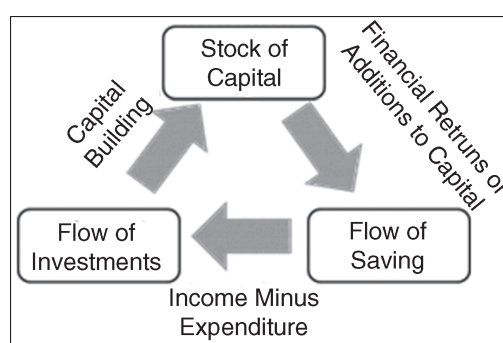 Stock of
Capital
Financial Retruns or
Additions to Capital
Capital
Building
Flow of
Investments
Flow of
Saving
Income Minus
Expenditure